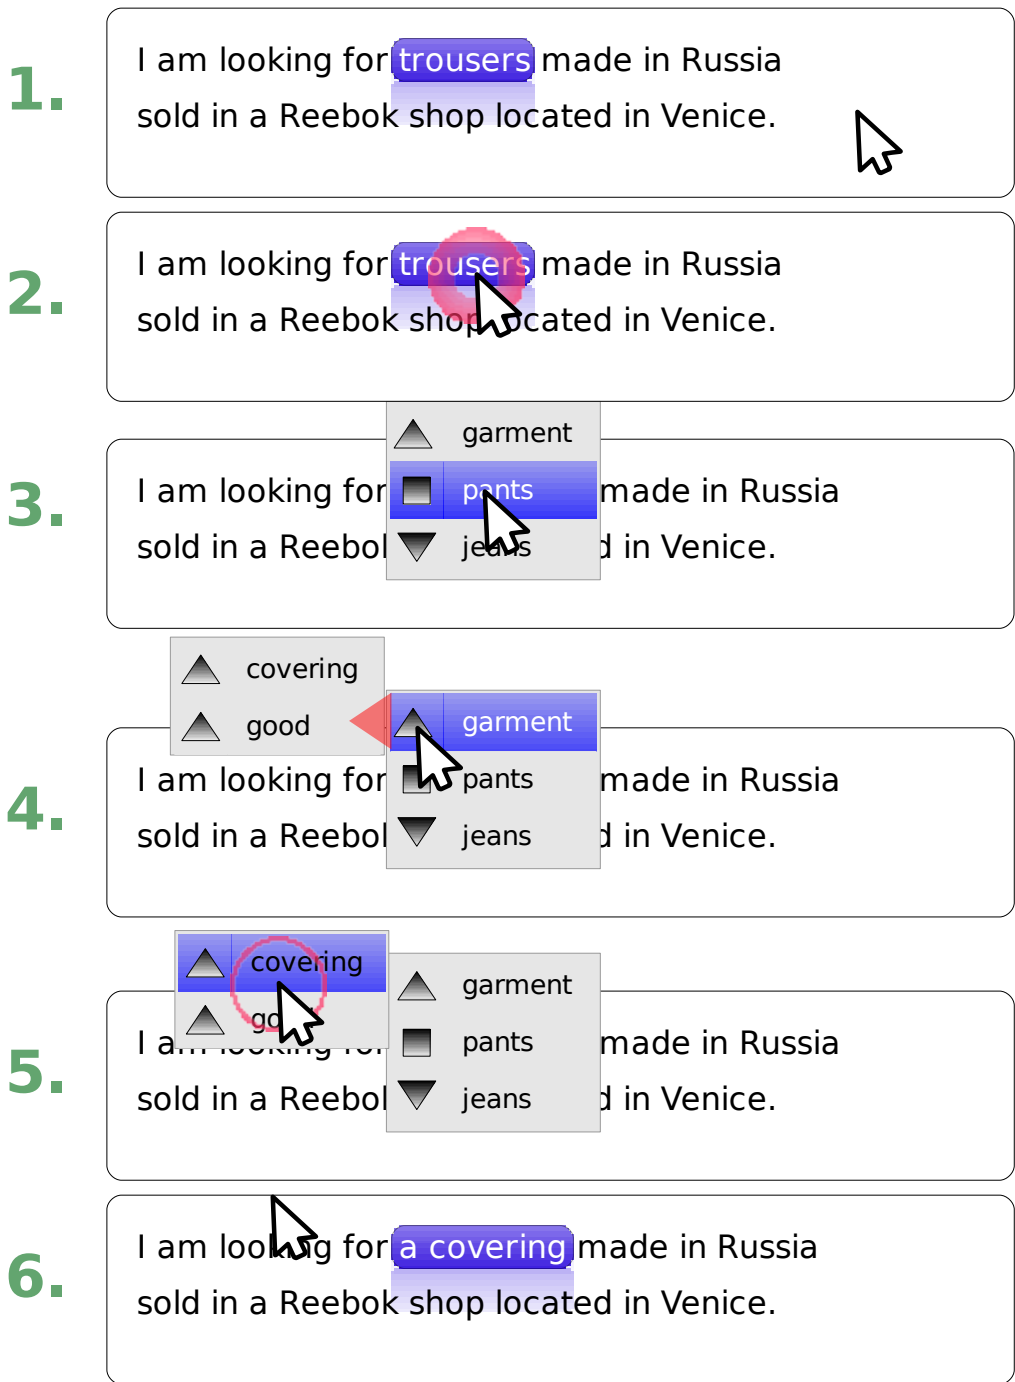 1.
I am looking for trousers made in Russia
sold in a Reebok shop located in Venice.
2.
I am looking for trousers made in Russia
sold in a Reebok shop located in Venice.
3.
garment
pants
jeans
I am looking for made in Russia
sold in a Reebok d in Venice.
4.
covering
good
garment
pants
jeans
I am looking for made in Russia
sold in a Reebok d in Venice.
5.
covering
garment
pants
jeans
I am looking for made in Russia
sold in a Reebok d in Venice.
6.
I am looking for a covering made in Russia
sold in a Reebok shop located in Venice.